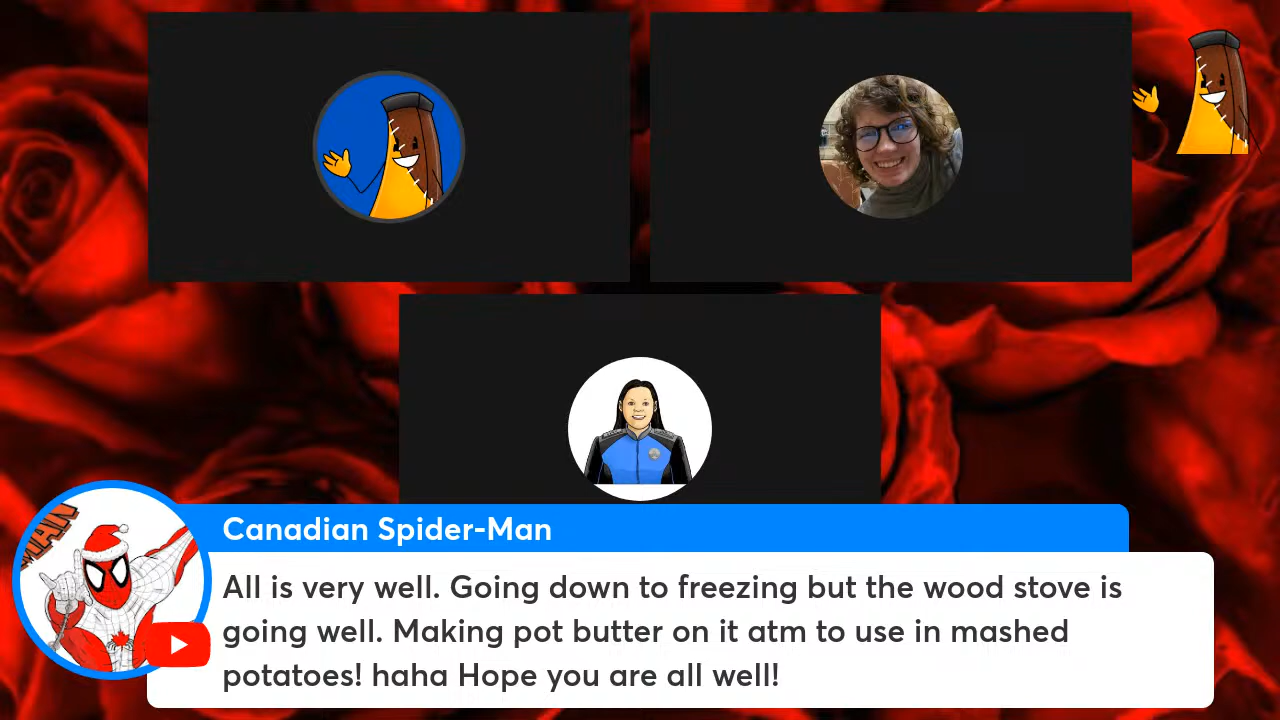 MAN
Canadian Spider-Man
All is very well. Going down to freezing but the wood stove is
going well. Making pot butter on it atm to use in mashed
potatoes! haha Hope you are all well!